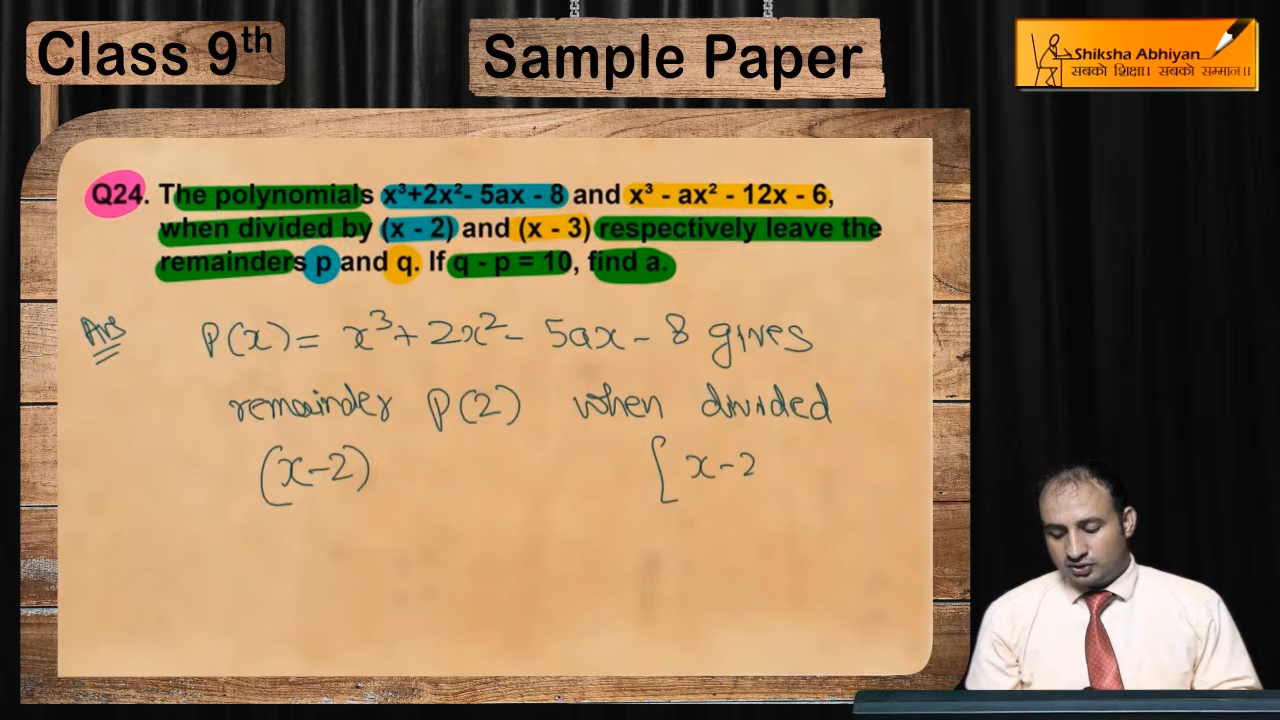 Class 9th
Sample Paper
Shiksha Abhiyan
सबको शिक्षा। सबको सम्मान।।
Q24. The polynomials x³+2x²- 5ax - 8 and x³ - ax² - 12x - 6,
when divided by (x - 2) and (x - 3) respectively leave the
remainders p and q. If q - p = 10, find a.
Ans P(x) = x³ + 2x² - 5ax - 8 gives
remainder P(2) when divided
(x-2) [ x-2